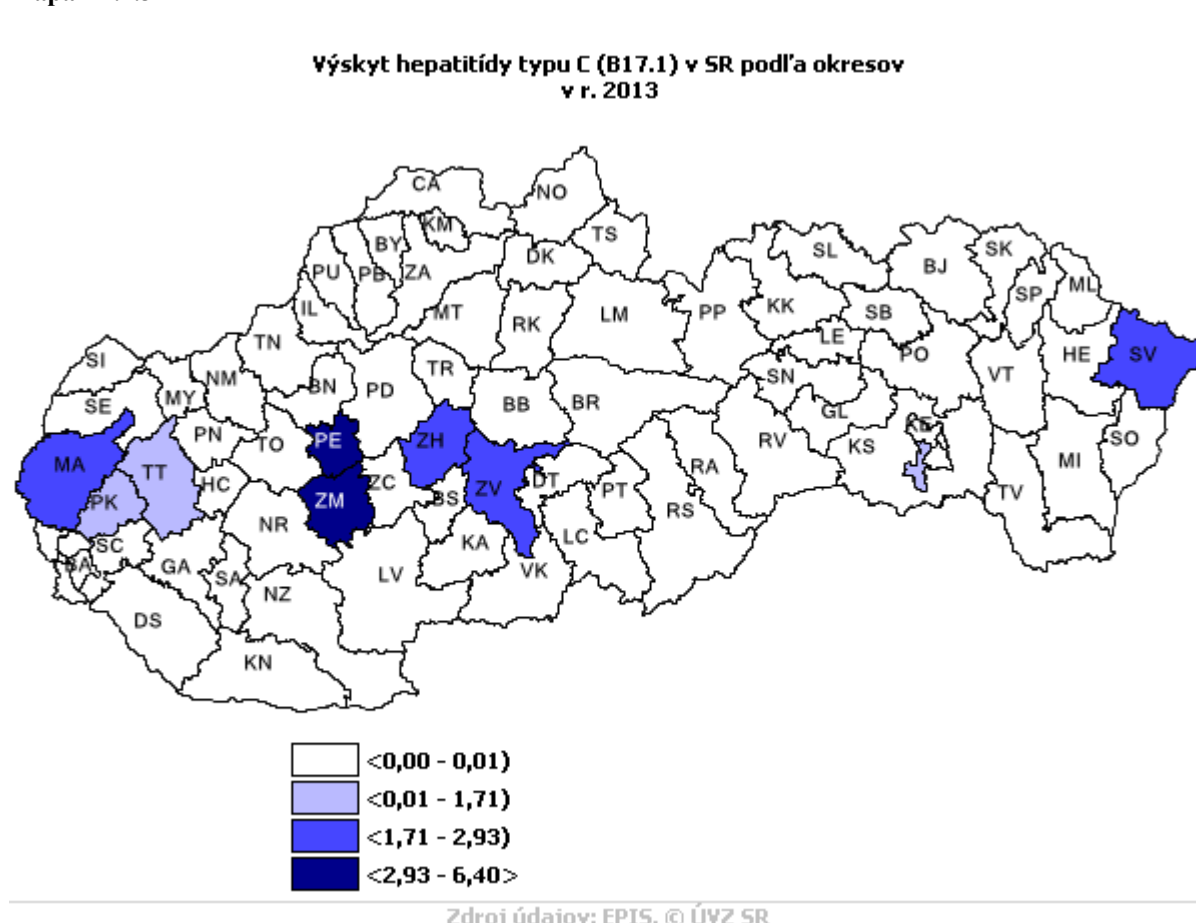 Výskyt hepatitídy typu C (B17.1) v SR podľa okresov
v r. 2013
CA
NO
KM
TS
BY
DK
SL
SK
BJ
PU
PB
ZA
ML
SP
IL
MT
RK
LM
PP
KK
SB
TN
LE
PO
HE
SV
SI
TR
NM
BN
PD
SN
VT
MY
SE
BB
BR
GL
PN
TO
PE
ZH
RV
KS
KE
SO
MA
TT
HC
ZC
DT
RA
MI
PK
ZM
BS
ZV
PT
TV
NR
RS
SC
KA
LC
BA
GA
SA
LV
VK
NZ
DS
KN
<0,00 - 0,01)
<0,01 - 1,71)
<1,71 - 2,93)
<2,93 - 6,40>
Zdroj údajov: EPIS, © ÚVZ SR